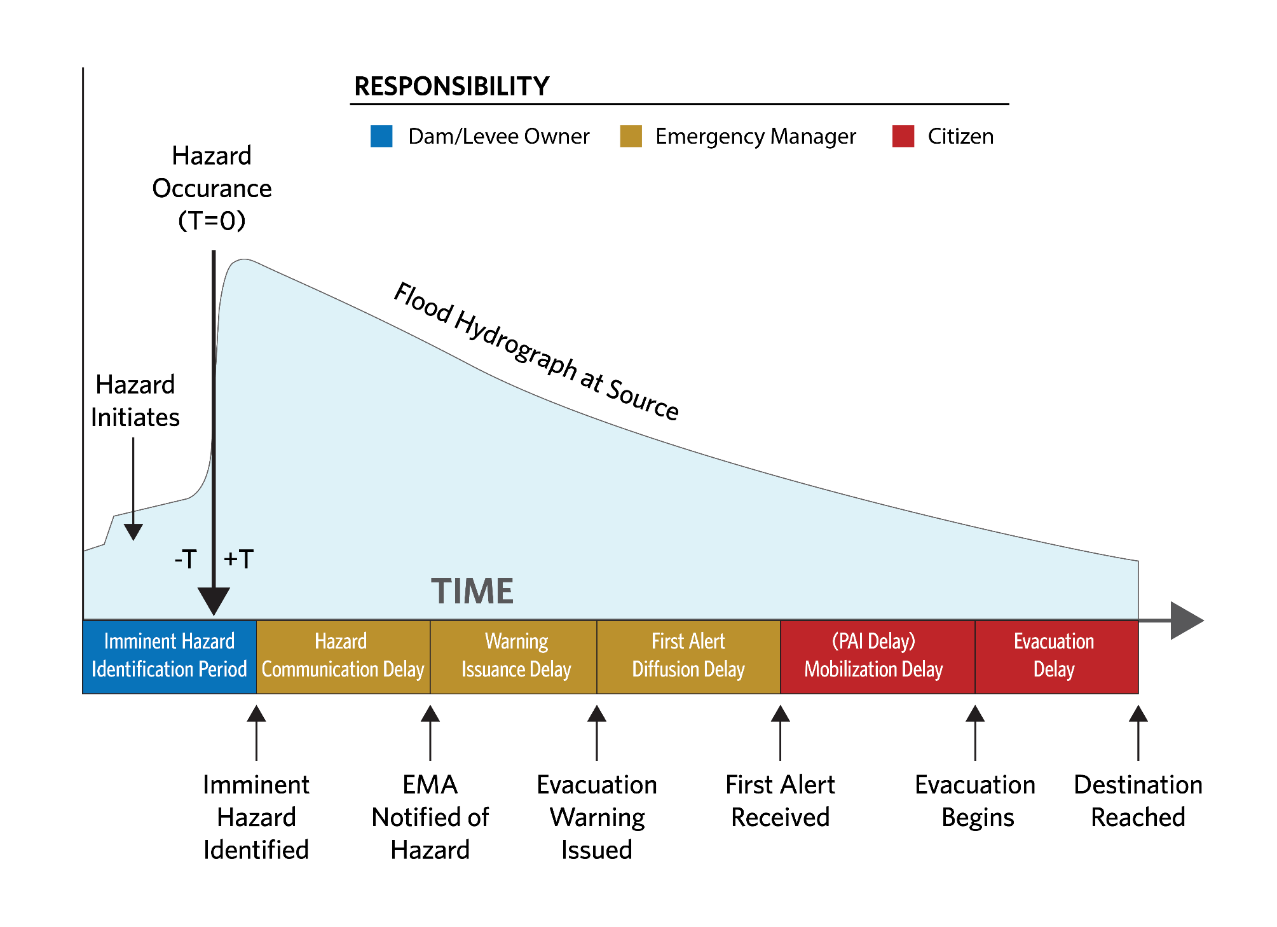 RESPONSIBILITY
Dam/Levee Owner
Emergency Manager
Citizen
Hazard
Occurance
(T=0)
Flood Hydrograph at Source
Hazard
Initiates
-T
+T
TIME
Imminent Hazard
Identification Period
Hazard
Communication Delay
Warning
Issuance Delay
First Alert
Diffusion Delay
(PAI Delay)
Mobilization Delay
Evacuation
Delay
Imminent
Hazard
Identified
EMA
Notified of
Hazard
Evacuation
Warning
Issued
First Alert
Received
Evacuation
Begins
Destination
Reached